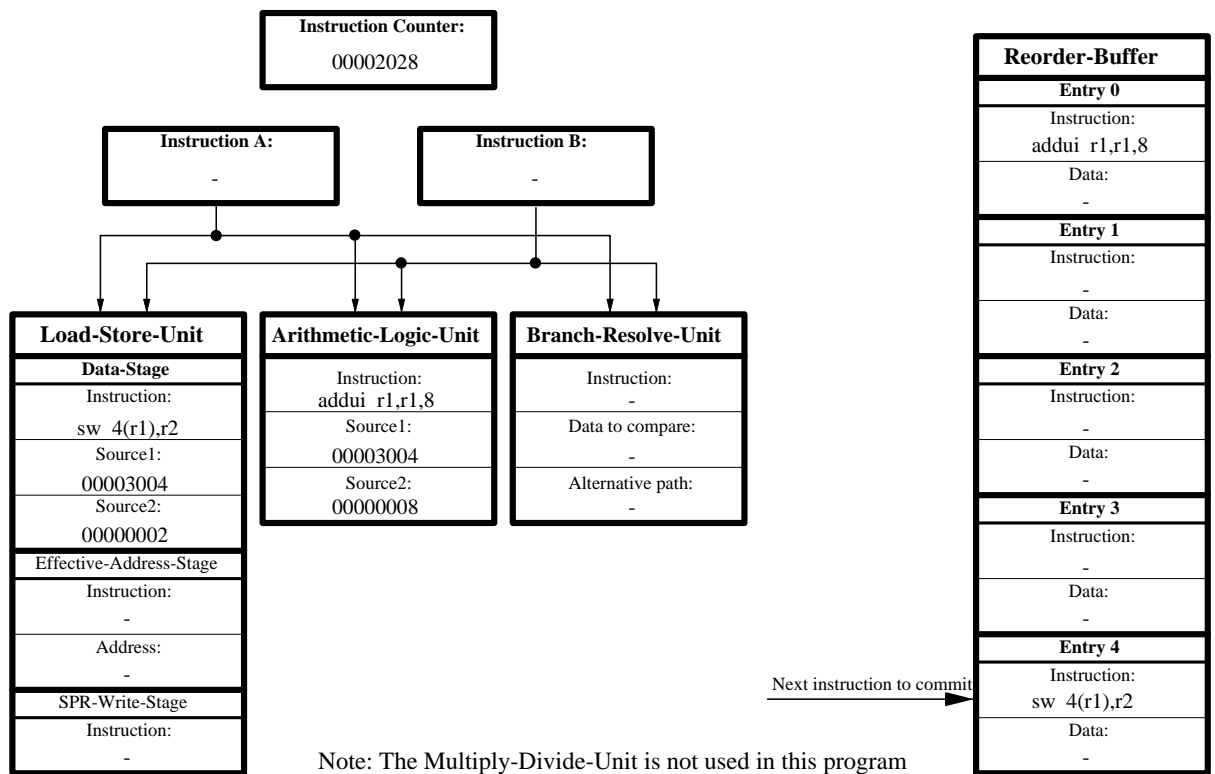 Instruction Counter:
00002028
Instruction A:
-
Instruction B:
-
Load-Store-Unit
Data-Stage
Instruction:
sw 4(r1),r2
Source1:
00003004
Source2:
00000002
Effective-Address-Stage
Instruction:
-
Address:
-
SPR-Write-Stage
Instruction:
-
Arithmetic-Logic-Unit
Instruction:
addui r1,r1,8
Source1:
00003004
Source2:
00000008
Branch-Resolve-Unit
Instruction:
-
Data to compare:
-
Alternative path:
-
Reorder-Buffer
Entry 0
Instruction:
addui r1,r1,8
Data:
-
Entry 1
Instruction:
-
Data:
-
Entry 2
Instruction:
-
Data:
-
Entry 3
Instruction:
-
Data:
-
Entry 4
Instruction:
sw 4(r1),r2
Data:
-
Next instruction to commit
Note: The Multiply-Divide-Unit is not used in this program